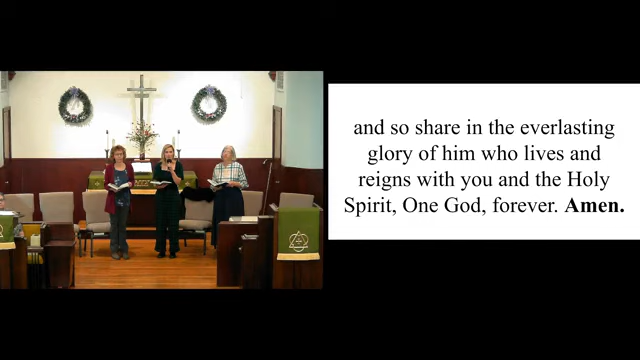 and so share in the everlasting
glory of him who lives and
reigns with you and the Holy
Spirit, One God, forever. Amen.